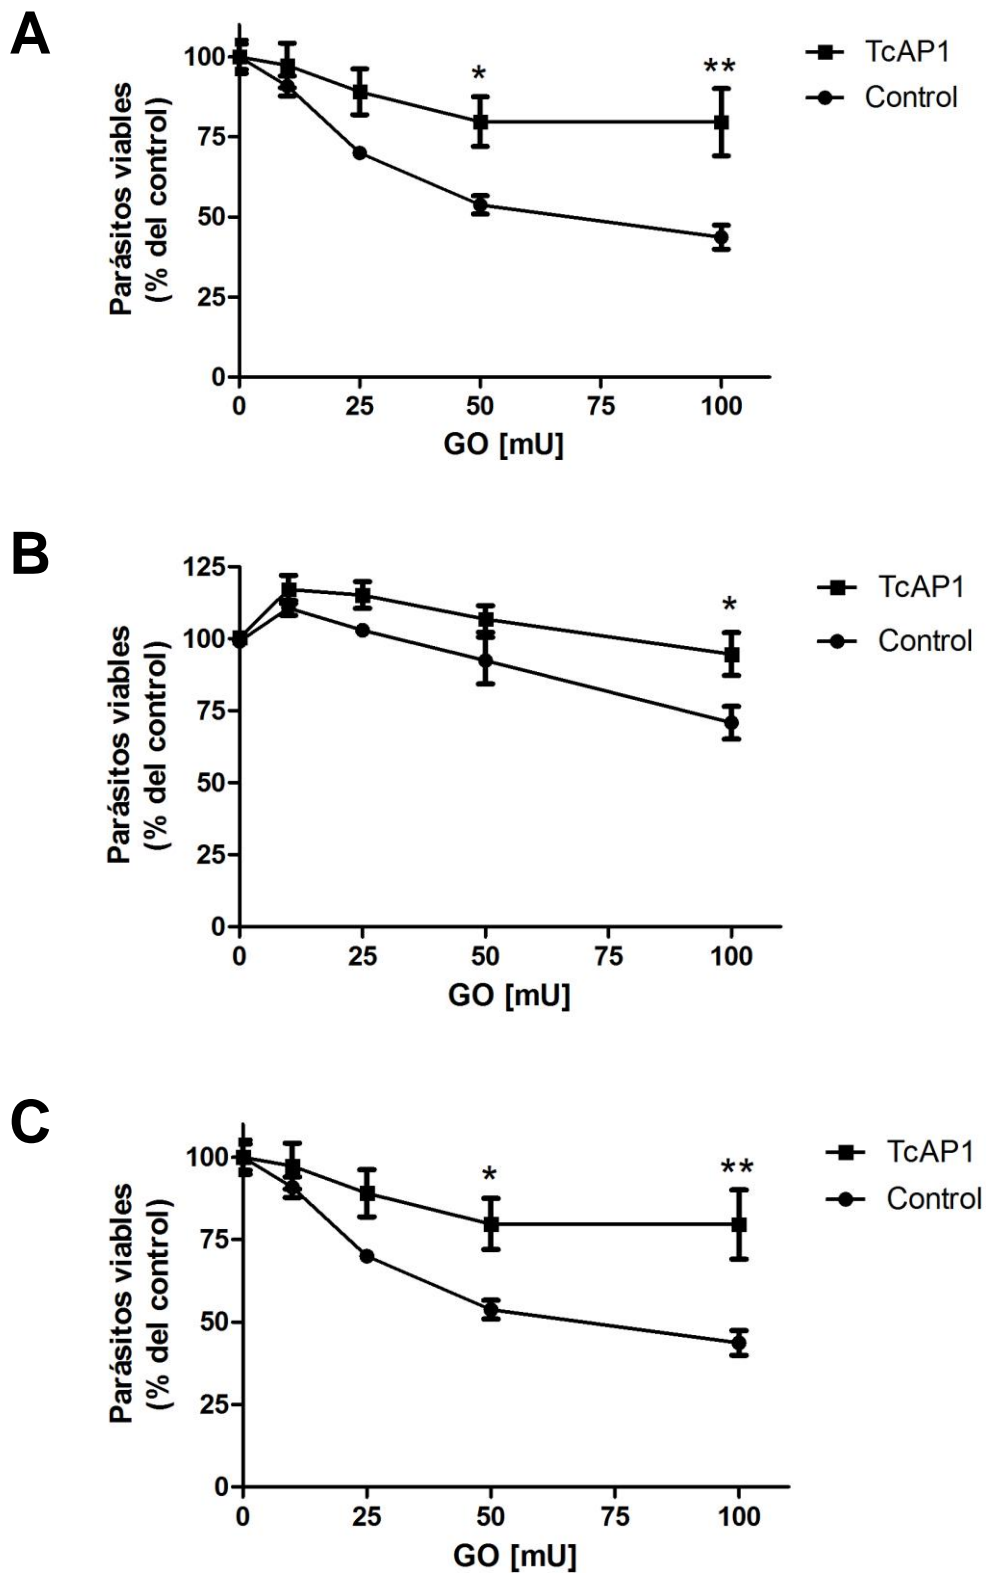 A
TcAP1
Control
Parásitos viables
(% del control)
100
75
50
25
0
*
**
0 25 50 75 100
GO [mU]
B
TcAP1
Control
Parásitos viables
(% del control)
125
100
75
50
25
0
*
0 25 50 75 100
GO [mU]
C
TcAP1
Control
Parásitos viables
(% del control)
100
75
50
25
0
*
**
0 25 50 75 100
GO [mU]